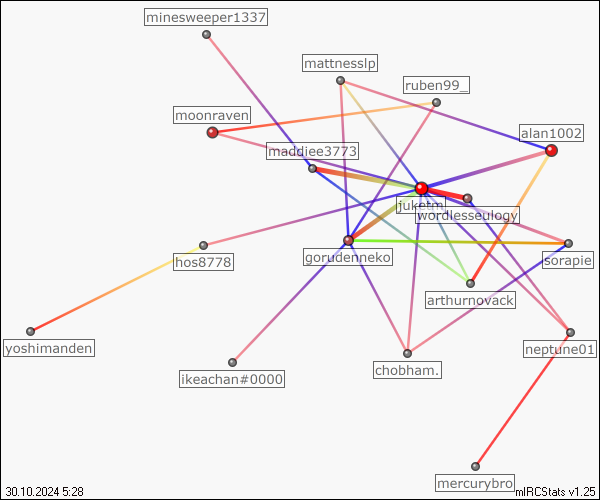 minesweeper1337
mattnesslp
ruben99_
moonraven
alan1002
maddiee3773
juketm
wordlesseulogy
gorudenneko
sorapie
hos8778
arthurnovack
yoshimanden
neptune01
chobham.
ikeachan#0000
mercurybro
30.10.2024 5:28
mIRCStats v1.25